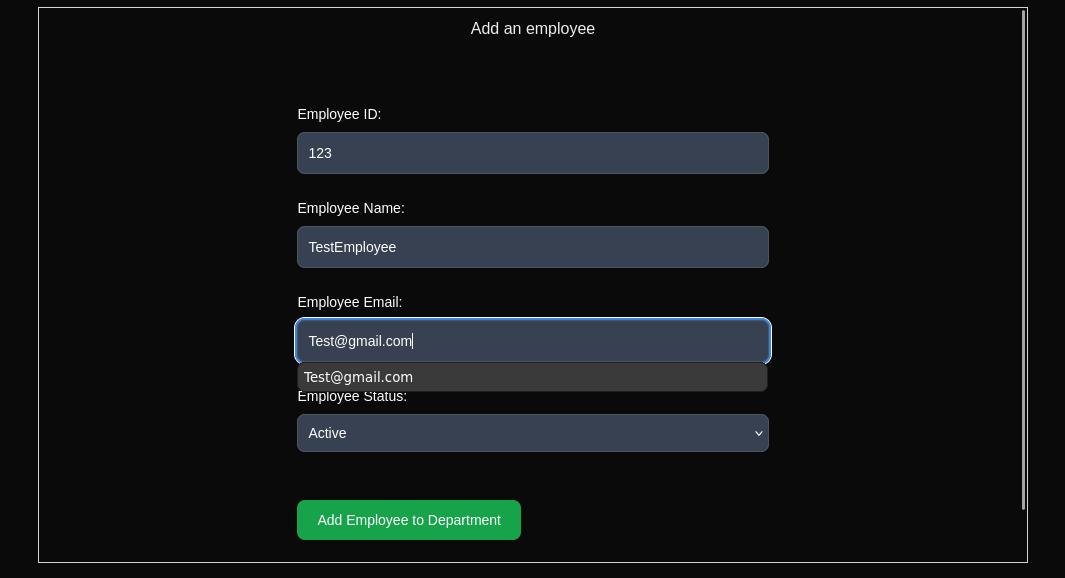 Add an employee
Employee ID:
123
Employee Name:
TestEmployee
Employee Email:
Test@gmail.com
Test@gmail.com
Employee Status:
Active
Add Employee to Department